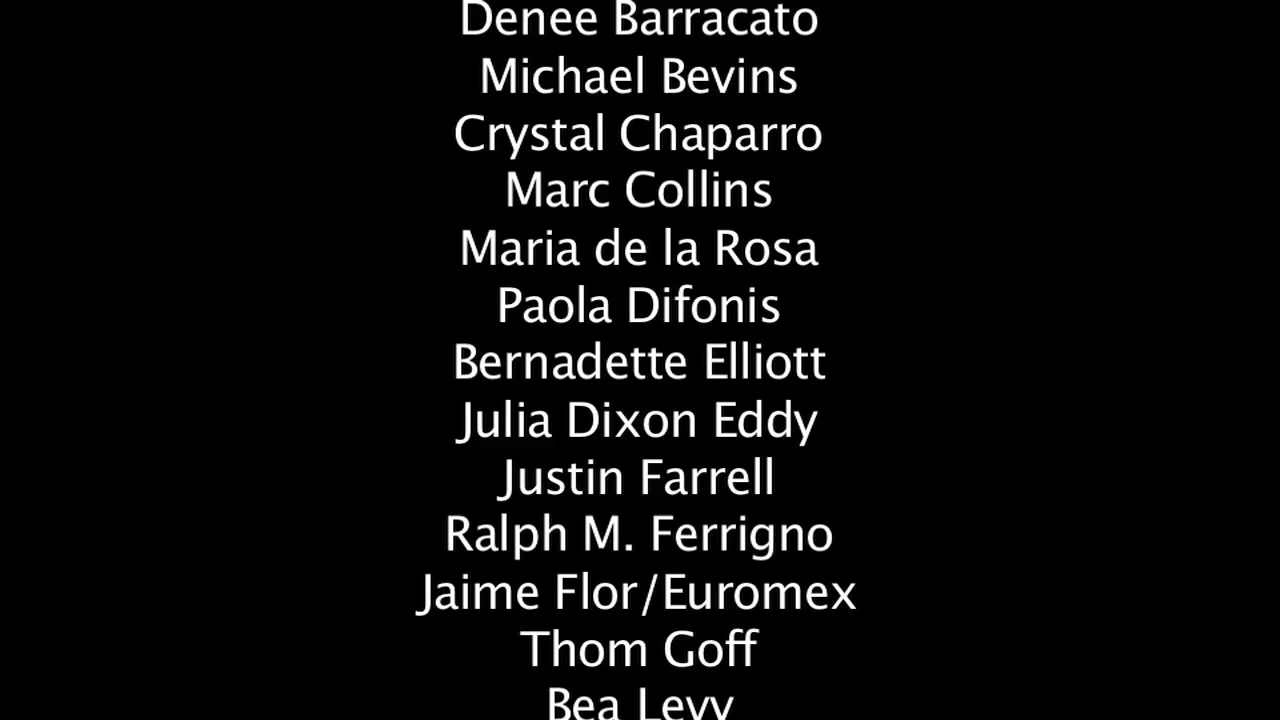 Denee Barracato
Michael Bevins
Crystal Chaparro
Marc Collins
Maria de la Rosa
Paola Difonis
Bernadette Elliott
Julia Dixon Eddy
Justin Farrell
Ralph M. Ferrigno
Jaime Flor/Euromex
Thom Goff
Bea Levy